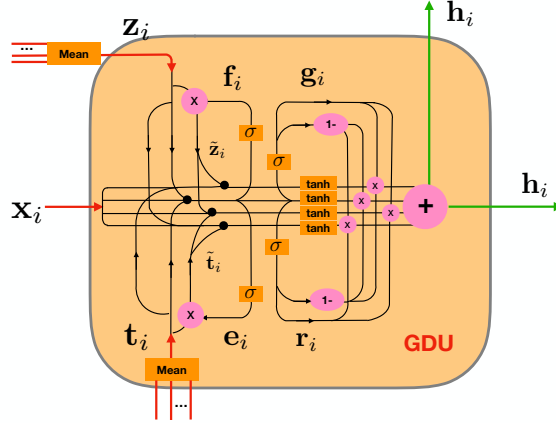 ... Mean z_i h_i
f_i g_i
X 1-
σ σ
z̃_i
tanh
tanh
tanh
tanh
x x x x
x_i + h_i
σ σ
t̃_i
X 1-
t_i e_i r_i GDU
Mean
...